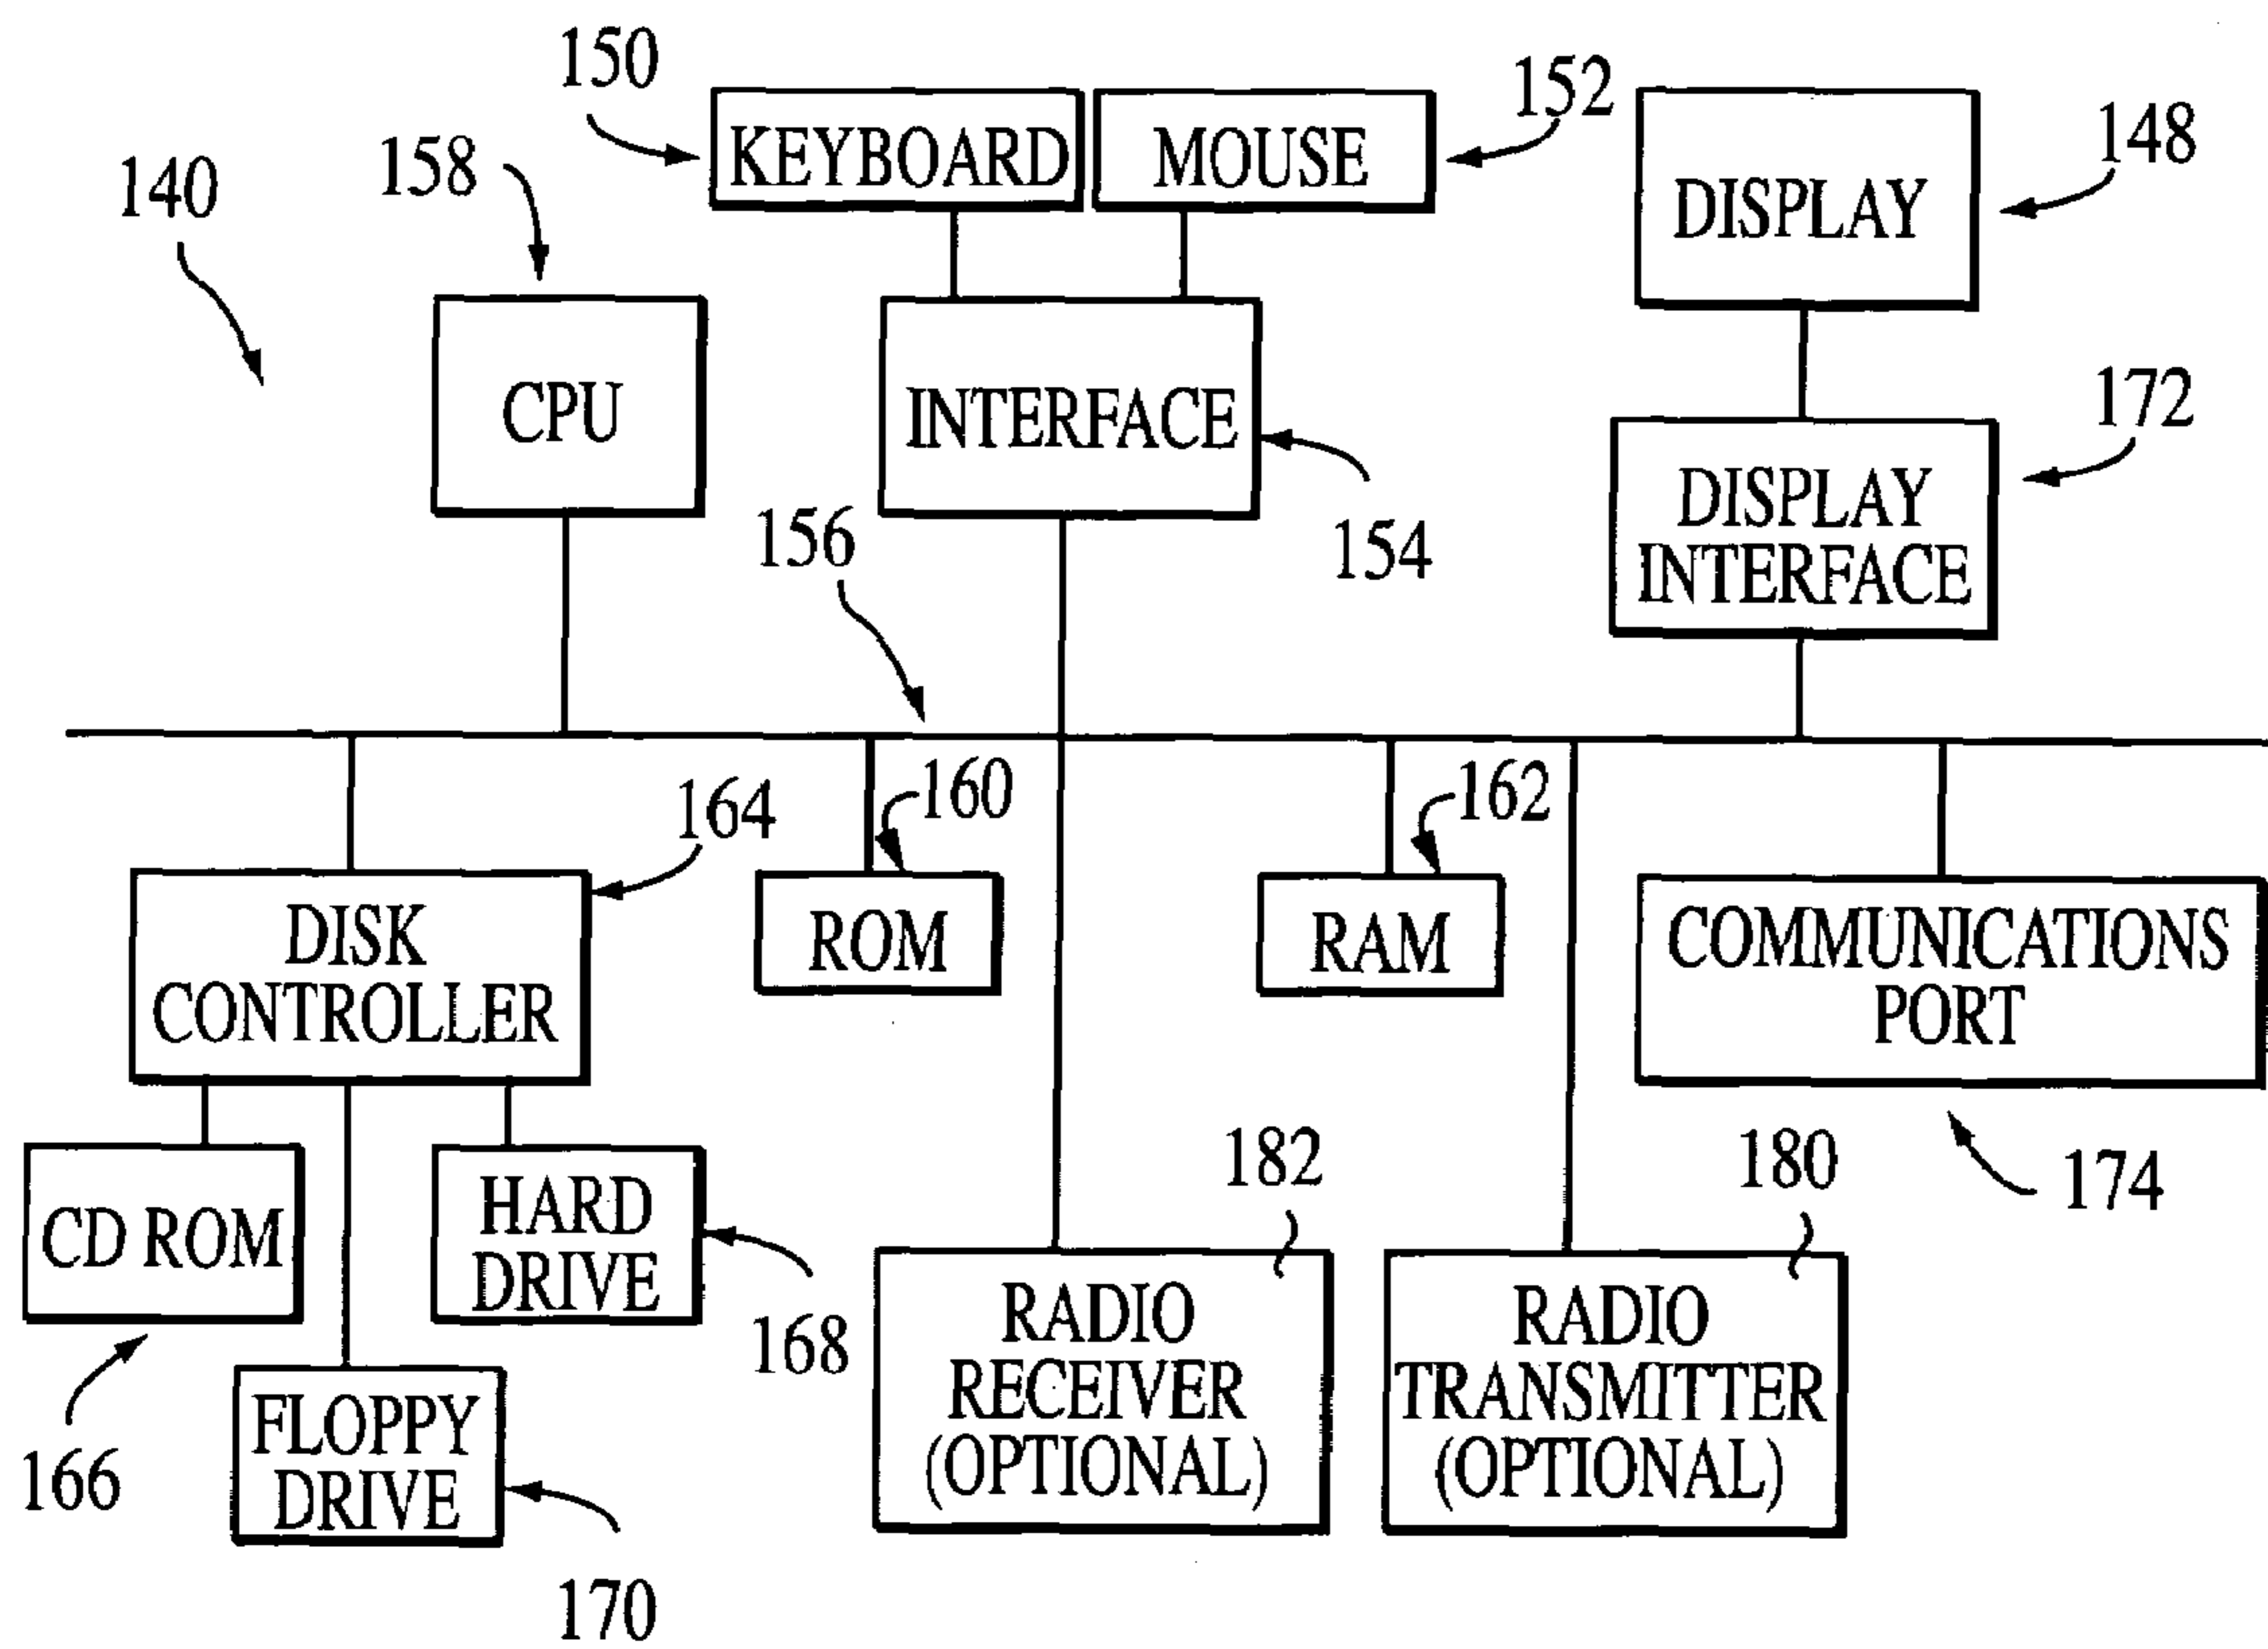 150
KEYBOARD
MOUSE
152
158
140
DISPLAY
148
CPU
INTERFACE
154
172
DISPLAY
INTERFACE
156
164
160
162
DISK
CONTROLLER
ROM
RAM
COMMUNICATIONS
PORT
174
CD ROM
166
HARD
DRIVE
168
FLOPPY
DRIVE
170
182
RADIO
RECEIVER
(OPTIONAL)
180
RADIO
TRANSMITTER
(OPTIONAL)